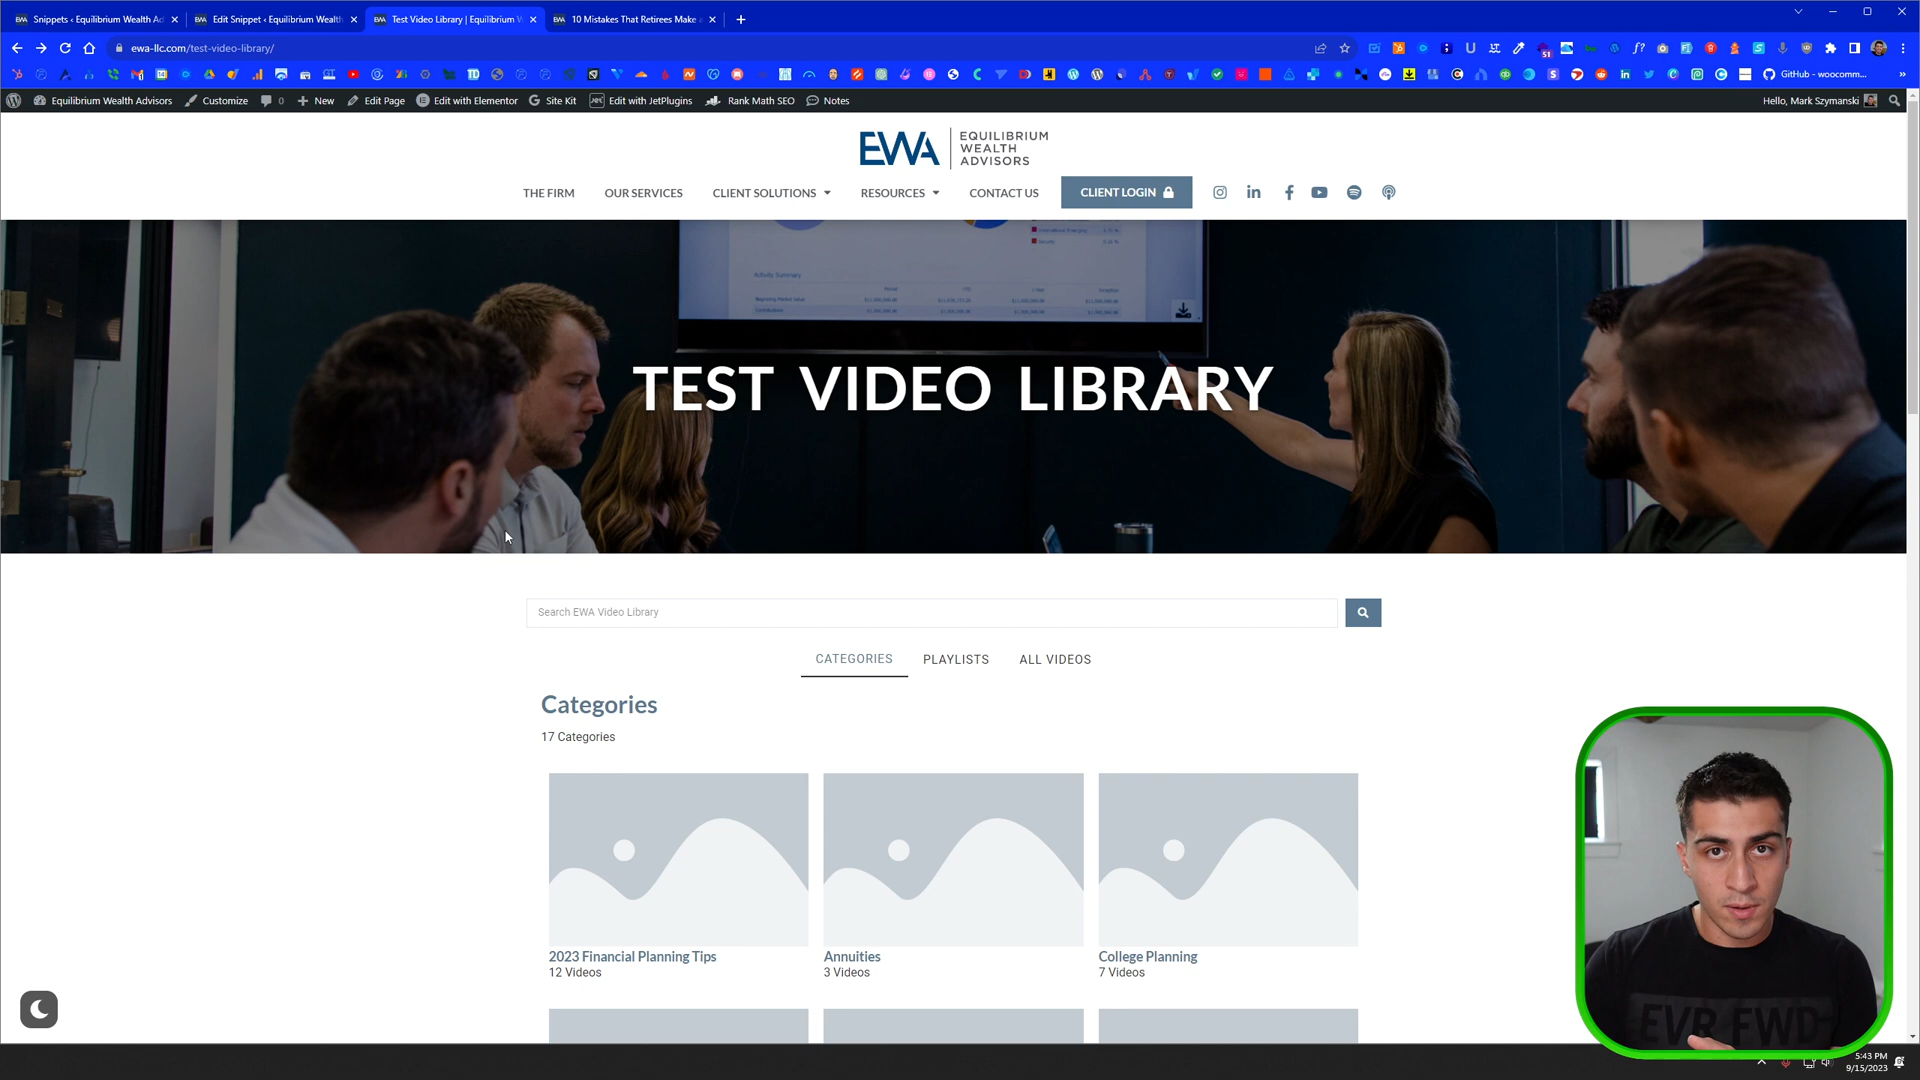 Snippets ‹ Equilibrium Wealth Ad
Edit Snippet ‹ Equilibrium Wealth
Test Video Library | Equilibrium W
10 Mistakes That Retirees Make
ewa-llc.com/test-video-library/
GitHub - woocomm...
Equilibrium Wealth Advisors
Customize
0
New
Edit Page
Edit with Elementor
Site Kit
Edit with JetPlugins
Rank Math SEO
Notes
Hello, Mark Szymanski
EWA
EQUILIBRIUM
WEALTH
ADVISORS
THE FIRM
OUR SERVICES
CLIENT SOLUTIONS
RESOURCES
CONTACT US
CLIENT LOGIN
Activity Summary
TEST VIDEO LIBRARY
Search EWA Video Library
CATEGORIES
PLAYLISTS
ALL VIDEOS
Categories
17 Categories
2023 Financial Planning Tips
12 Videos
Annuities
3 Videos
College Planning
7 Videos
EVR FWD
5:43 PM
9/15/2023